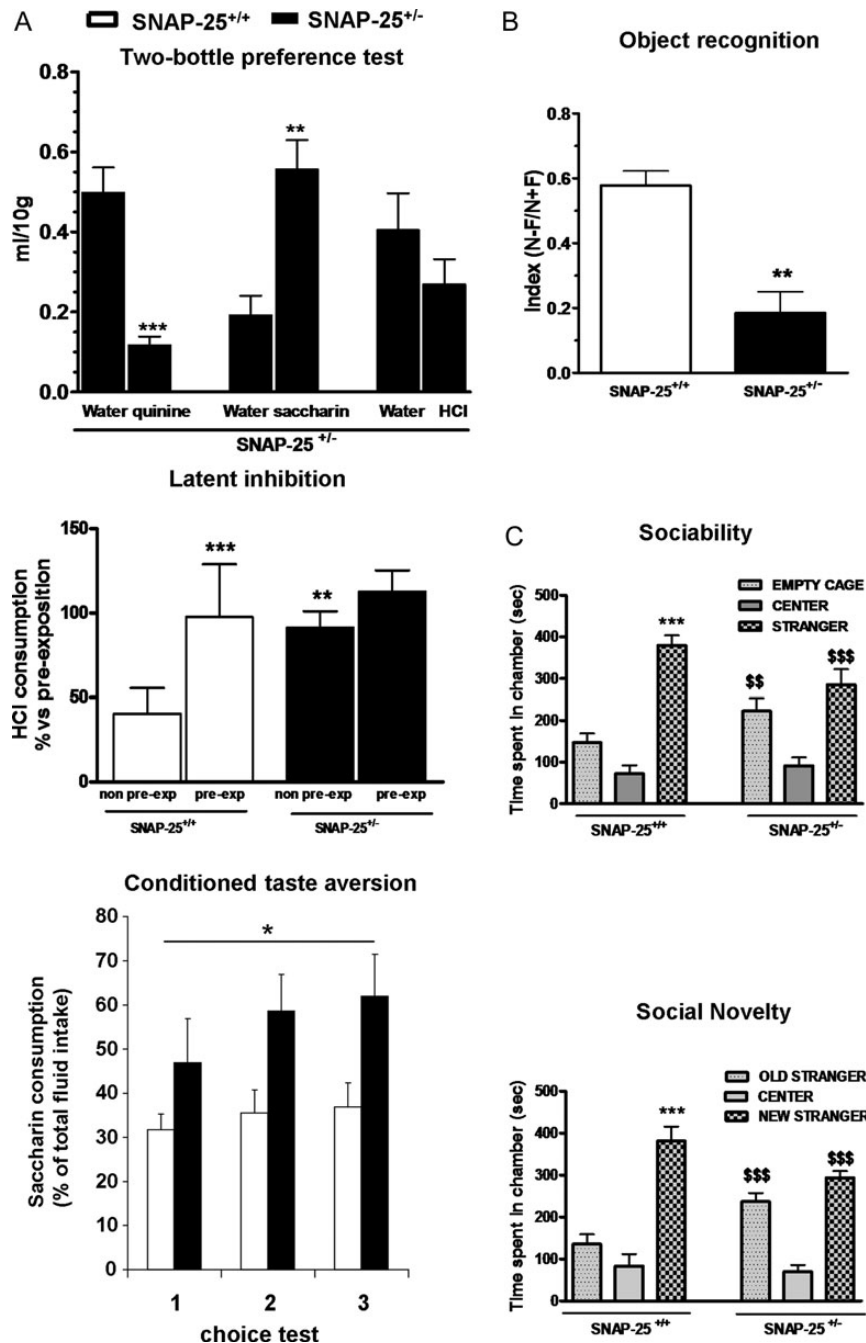 A
SNAP-25+/+ SNAP-25+/-
Two-bottle preference test
ml/10g
0.8
0.6
0.4
0.2
0.0
**
***
Water quinine Water saccharin Water HCl
SNAP-25 +/-
Latent inhibition
HCl consumption
% vs pre-exposition
150
100
50
0
***
**
non pre-exp pre-exp non pre-exp pre-exp
SNAP-25+/+ SNAP-25+/-
Conditioned taste aversion
Saccharin consumption
(% of total fluid intake)
80
70
60
50
40
30
20
10
0
*
1 2 3
choice test
B
Object recognition
Index (N-F/N+F)
0.8
0.6
0.4
0.2
0.0
**
SNAP-25+/+ SNAP-25+/-
C
Sociability
EMPTY CAGE
CENTER
STRANGER
Time spent in chamber (sec)
500
400
300
200
100
0
***
$$
$$$
SNAP-25+/+ SNAP-25+/-
Social Novelty
OLD STRANGER
CENTER
NEW STRANGER
Time spent in chamber (sec)
500
400
300
200
100
0
***
$$$
$$$
SNAP-25+/+ SNAP-25+/-